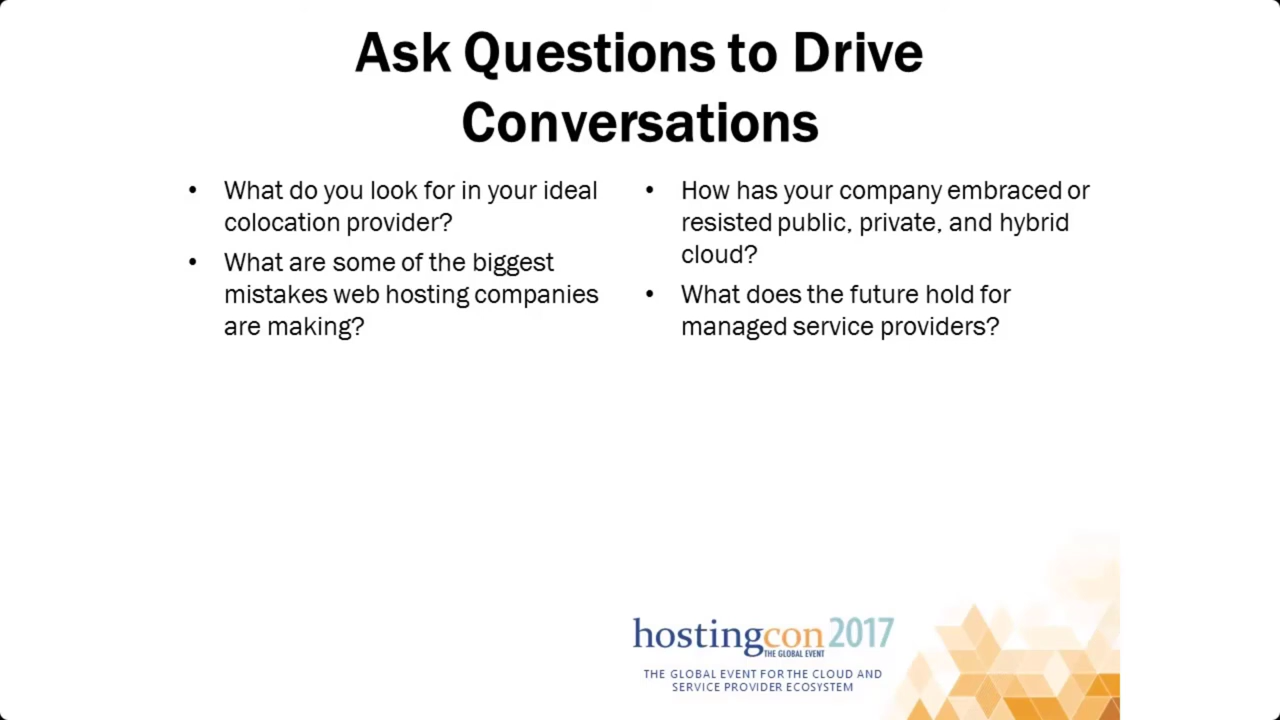 Ask Questions to Drive
Conversations
• What do you look for in your ideal
colocation provider?
• What are some of the biggest
mistakes web hosting companies
are making?
• How has your company embraced or
resisted public, private, and hybrid
cloud?
• What does the future hold for
managed service providers?
hostingcon 2017
THE GLOBAL EVENT
THE GLOBAL EVENT FOR THE CLOUD AND
SERVICE PROVIDER ECOSYSTEM